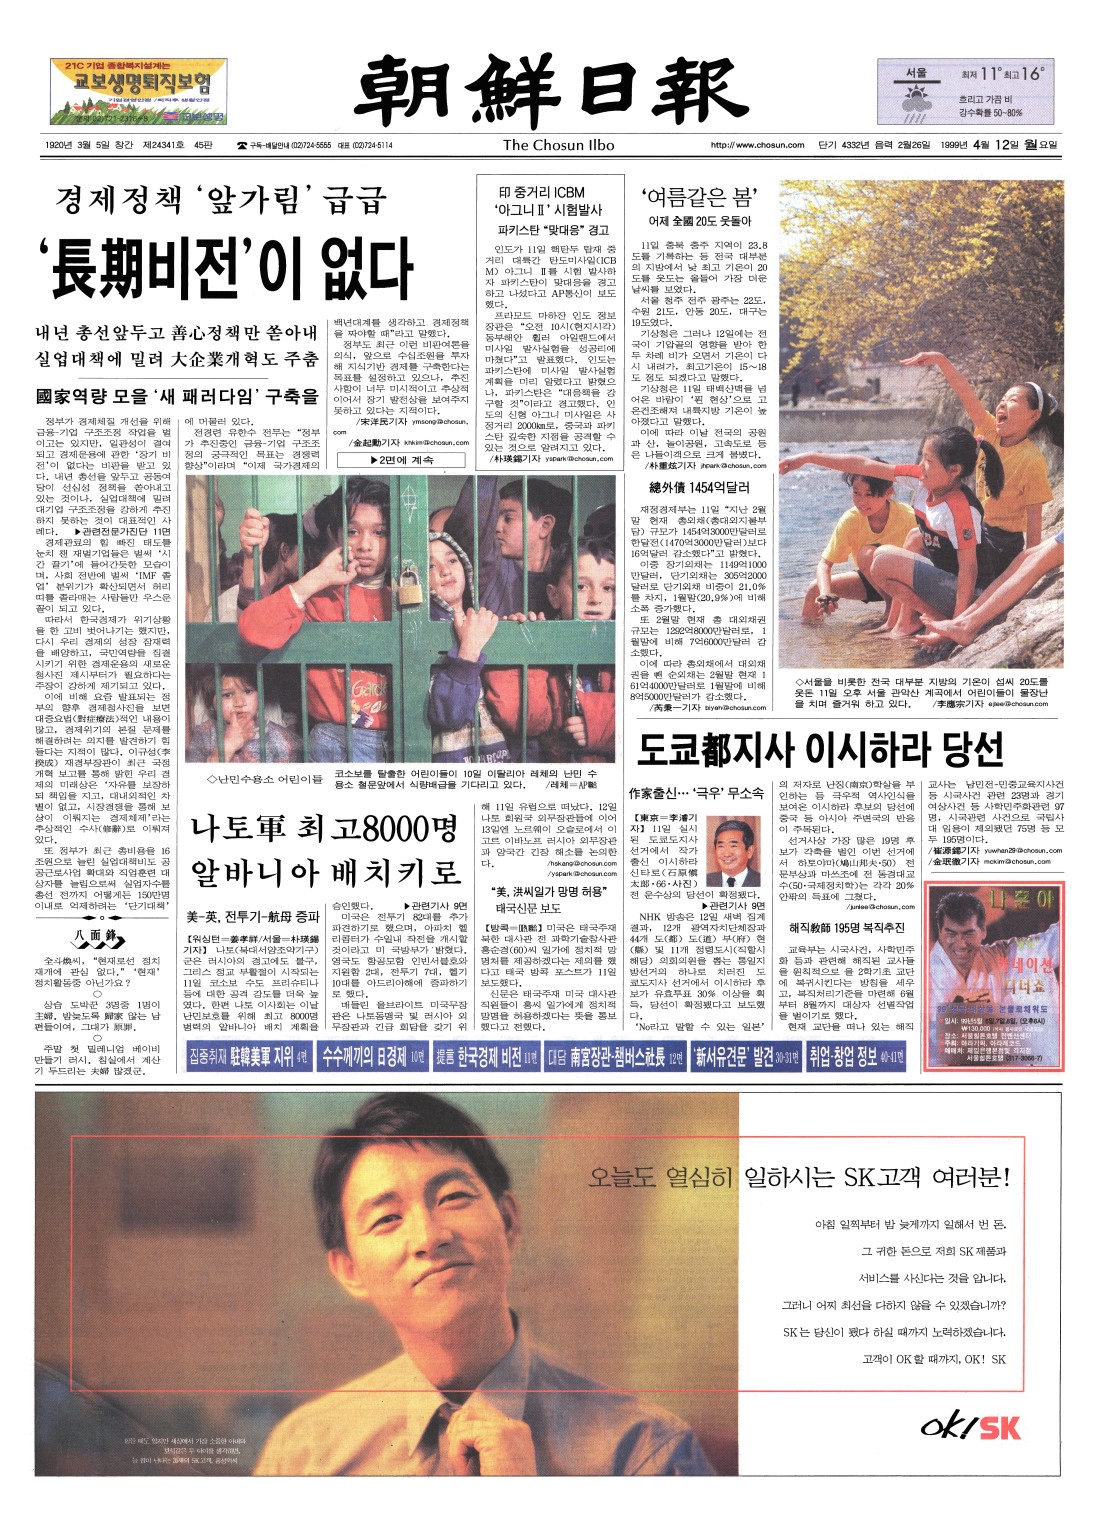 21C 기업 종합복지설계는
교보생명퇴직보험
朝鮮日報
서울
최저 11° 최고 16°
흐리고 가끔 비
강수확률 50~80%
1920년 3월 5일 창간 제24341호 45판
☎ 구독·배달안내 (02)724-5555 대표 (02)724-5114
The Chosun Ilbo
http://www.chosun.com 단기 4332년 음력 2월26일 1999년 4월 12일 월요일
경제정책 ‘앞가림’ 급급
‘長期비전’이 없다
내년 총선앞두고 善心정책만 쏟아내
실업대책에 밀려 大企業개혁도 주춤
國家역량 모을 ‘새 패러다임’ 구축을
정부가 경제체질 개선을 위해
금융-기업 구조조정 작업을 벌
이고는 있지만, 일관성이 결여
되고 경제운용에 관한 ‘장기 비
전’이 없다는 비판을 받고 있
다. 내년 총선을 앞두고 공동여
당이 선심성 정책을 쏟아내고
있는 것이나, 실업대책에 밀려
대기업 구조조정을 강하게 추진
하지 못하는 것이 대표적인 사
례다. ▶관련전문가진단 11면
경제관료의 힘 빠진 태도를
눈치 챈 재벌기업들은 벌써 ‘시
간 끌기’에 들어간듯한 모습이
며, 사회 전반에 벌써 ‘IMF 졸
업’ 분위기가 확산되면서 허리
띠를 졸라매는 사람들만 우스운
꼴이 되고 있다.
따라서 한국경제가 위기상황
을 한 고비 벗어나기는 했지만,
다시 우리 경제의 성장 잠재력
을 배양하고, 국민역량을 집결
시키기 위한 경제운용의 새로운
청사진 제시부터가 필요하다는
주장이 강하게 제기되고 있다.
이에 비해 요즘 발표되는 정
부의 향후 경제청사진을 보면
대증요법(對症療法)적인 내용이
많고, 경제위기의 본질 문제를
해결하려는 의지를 발견하기 힘
들다는 지적이 많다. 이규성(李
揆成) 재경부장관이 최근 국정
개혁 보고를 통해 밝힌 우리 경
제의 미래상은 ‘자유를 보장하
되 책임을 지고, 대내외적인 차
별이 없고, 시장경쟁을 통해 보
상이 이뤄지는 경제체제’라는
추상적인 수사(修辭)로 이뤄져
있다.
또 정부가 최근 총비용을 16
조원으로 늘린 실업대책비도 공
공근로사업 확대와 직업훈련 대
상자를 늘림으로써 실업자수를
총선 전까지 어떻게든 150만명
이내로 억제하려는 ‘단기대책’
에 머물러 있다.
전경련 유한수 전무는 “정부
가 추진중인 금융-기업 구조조
정의 궁극적인 목표는 경쟁력
향상”이라며 “이제 국가경제의
백년대계를 생각하고 경제정책
을 짜야할 때”라고 말했다.
정부도 최근 이런 비판여론을
의식, 앞으로 수십조원을 투자
해 지식기반 경제를 구축한다는
목표를 설정하고 있으나, 추진
사항이 너무 미시적이고 추상적
이어서 장기 발전상을 보여주지
못하고 있다는 지적이다.
/宋洋民기자 ymsong@chosun.
com
/金起勳기자 khkim@chosun.com
▶2면에 계속
印 중거리 ICBM
‘아그니Ⅱ’ 시험발사
파키스탄 “맞대응” 경고
인도가 11일 핵탄두 탑재 중
거리 대륙간 탄도미사일(ICB
M) 아그니 Ⅱ를 시험 발사하
자 파키스탄이 맞대응을 경고
하고 나섰다고 AP통신이 보도
했다.
프라모드 마하잔 인도 정보
장관은 “오전 10시(현지시각)
동부해안 휠러 아일랜드에서
미사일 발사실험을 성공리에
마쳤다”고 발표했다. 인도는
파키스탄에 미사일 발사실험
계획을 미리 알렸다고 밝혔으
나, 파키스탄은 “대응책을 강
구할 것”이라고 경고했다. 인
도의 신형 아그니 미사일은 사
정거리 2000㎞로, 중국과 파키
스탄 깊숙한 지점을 공격할 수
있는 것으로 알려지고 있다.
/朴瑛錫기자 yspark@chosun.com
‘여름같은 봄’
어제 全國 20도 웃돌아
11일 충북 충주 지역이 23.8
도를 기록하는 등 전국 대부분
의 지방에서 낮 최고 기온이 20
도를 웃도는 올들어 가장 더운
날씨를 보였다.
서울 청주 전주 광주는 22도,
수원 21도, 안동 20도, 대구는
19도였다.
기상청은 그러나 12일에는 전
국이 기압골의 영향을 받아 한
두 차례 비가 오면서 기온이 다
시 내려가, 최고기온이 15~18
도 정도 되겠다고 말했다.
기상청은 11일 태백산맥을 넘
어온 바람이 ‘푄 현상’으로 고
온건조해져 내륙지방 기온이 높
아졌다고 말했다.
이에 따라 이날 전국의 공원
과 산, 놀이공원, 고속도로 등
은 나들이객으로 크게 붐볐다.
/朴重炫기자 jhpark@chosun.com
總外債 1454억달러
재정경제부는 11일 “지난 2월
말 현재 총외채(총대외지불부
담) 규모가 1454억3000만달러로
한달전(1470억3000만달러)보다
16억달러 감소했다”고 밝혔다.
이중 장기외채는 1149억1000
만달러, 단기외채는 305억2000
만달러로 단기외채 비중이 21.0%
를 차지, 1월말(20.9%)에 비해
소폭 증가했다.
또 2월말 현재 총 대외채권
규모는 1292억8000만달러로, 1
월말에 비해 7억6000만달러 감
소했다.
이에 따라 총외채에서 대외채
권을 뺀 순외채는 2월말 현재 1
61억4000만달러로 1월말에 비해
8억5000만달러가 감소했다.
/芮秉一기자 biyeh@chosun.com
◇서울을 비롯한 전국 대부분 지방의 기온이 섭씨 20도를
웃돈 11일 오후 서울 관악산 계곡에서 어린이들이 물장난
을 치며 즐거워 하고 있다. /李應宗기자 ejlee@chosun.com
◇난민수용소 어린이들
코소보를 탈출한 어린이들이 10일 이탈리아 레체의 난민 수
용소 철문앞에서 식량배급을 기다리고 있다. /레체=AP聯
나토軍 최고8000명
알바니아 배치키로
美-英, 전투기-航母 증파
【워싱턴=姜孝祥/서울=朴瑛錫
기자】 나토(북대서양조약기구)
군은 러시아의 경고에도 불구,
그리스 정교 부활절이 시작되는
11일 코소보 수도 프리슈티나
등에 대한 공격 강도를 더욱 높
였다. 한편 나토 이사회는 이날
난민보호를 위해 최고 8000명
병력의 알바니아 배치 계획을
승인했다. ▶관련기사 9면
미국은 전투기 82대를 추가
파견하기로 했으며, 아파치 헬
리콥터가 수일내 작전을 개시할
것이라고 미 국방부가 밝혔다.
영국도 항공모함 인빈서블호와
지원함 2대, 전투기 7대, 헬기
10대를 아드리아해에 증파하기
로 했다.
매들린 올브라이트 미국무장
관은 나토동맹국 및 러시아 외
무장관과 긴급 회담을 갖기 위
해 11일 유럽으로 떠났다. 12일
나토 회원국 외무장관들에 이어
13일엔 노르웨이 오슬로에서 이
고르 이바노프 러시아 외무장관
과 양국간 긴장 해소를 논의한
다. /hskang@chosun.com
/yspark@chosun.com
“美, 洪씨일가 망명 허용”
태국신문 보도
【방콕=聯】 미국은 태국주재
북한 대사관 전 과학기술참사관
홍순경(60)씨 일가에 정치적 망
명처를 제공하겠다는 제의를 했
다고 태국 방콕 포스트가 11일
보도했다.
신문은 태국주재 미국 대사관
직원들이 홍씨 일가에게 정치적
망명을 허용하겠다는 뜻을 통보
했다고 전했다.
도쿄都지사 이시하라 당선
作家출신… ‘극우’ 무소속
【東京=李濬기
자】 11일 실시
된 도쿄도지사
선거에서 작가
출신 이시하라
신타로(石原愼
太郎·66·사진)
전 운수상의 당선이 확정됐다.
▶관련기사 9면
NHK 방송은 12일 새벽 집계
결과, 12개 광역자치단체장과
44개 도(都) 도(道) 부(府) 현
(縣) 및 11개 정령도시(직할시
해당) 의회의원을 뽑는 통일지
방선거의 하나로 치러진 도
쿄도지사 선거에서 이시하라 후
보가 유효투표 30% 이상을 획
득, 당선이 확정됐다고 보도했
다.
‘No라고 말할 수 있는 일본’
의 저자로 난징(南京)학살을 부
인하는 등 극우적 역사인식을
보여온 이시하라 후보의 당선에
중국 등 아시아 주변국의 반응
이 주목된다.
선거사상 가장 많은 19명 후
보가 각축을 벌인 이번 선거에
서 하토야마(鳩山邦夫·50) 전
문부상과 마스조에 전 동경대교
수(50·국제정치학)는 각각 20%
안팎의 득표에 그쳤다.
/junlee@chosun.com
해직敎師 195명 복직추진
교육부는 시국사건, 사학민주
화 등과 관련해 해직된 교사들
을 원칙적으로 올 2학기초 교단
에 복귀시킨다는 방침을 세우
고, 복직처리기준을 마련해 6월
부터 8월까지 대상자 선별작업
을 벌이기로 했다.
현재 교단을 떠나 있는 해직
교사는 남민전-민중교육지사건
등 시국사건 관련 23명과 경기
여상사건 등 사학민주화관련 97
명, 시국관련 사건으로 국립사
대 임용이 제외됐던 75명 등 모
두 195명이다.
/崔源錫기자 yuwhan29@chosun.com
/金珉徹기자 mckim@chosun.com
八面鋒
全斗煥씨, “현재로선 정치
재개에 관심 없다.” ‘현재’
정치활동중 아닌가요?
○
상습 도박꾼 3명중 1명이
主婦. 밤늦도록 歸家 않는 남
편들이여, 그대가 原罪.
○
주말 첫 밀레니엄 베이비
만들기 러시. 침실에서 계산
기 두드리는 夫婦 많겠군.
집중취재 駐韓美軍 지위 4면
수수께끼의 日경제 10면
提言 한국경제 비전 11면
대담 南宮장관·챔버스社長 12면
‘新서유견문’ 발견 30·31면
취업·창업 정보 40·41면
나훈아
디너쇼
오늘도 열심히 일하시는 SK고객 여러분!
아침 일찍부터 밤 늦게까지 일해서 번 돈.
그 귀한 돈으로 저희 SK제품과
서비스를 사신다는 것을 압니다.
그러니 어찌 최선을 다하지 않을 수 있겠습니까?
SK는 당신이 됐다 하실 때까지 노력하겠습니다.
고객이 OK할 때까지, OK! SK
OK! SK